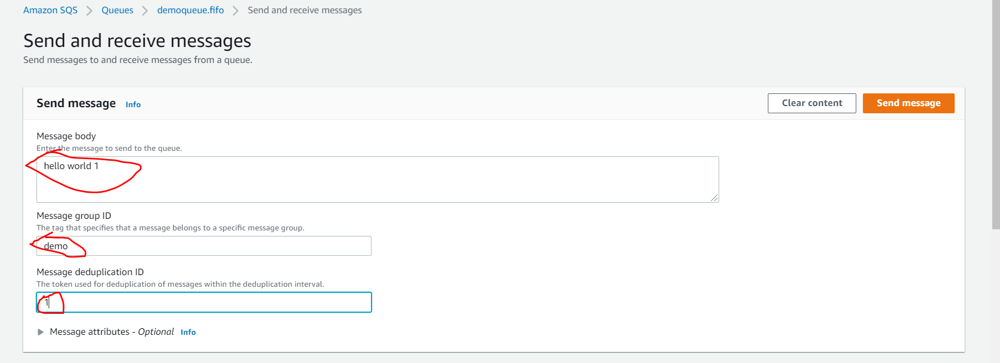 Amazon SQS > Queues > demoqueue.fifo > Send and receive messages
Send and receive messages
Send messages to and receive messages from a queue.
Send message Info Clear content Send message
Message body
Enter the message to send to the queue.
hello world 1
Message group ID
The tag that specifies that a message belongs to a specific message group.
demo
Message deduplication ID
The token used for deduplication of messages within the deduplication interval.
1
Message attributes - Optional Info